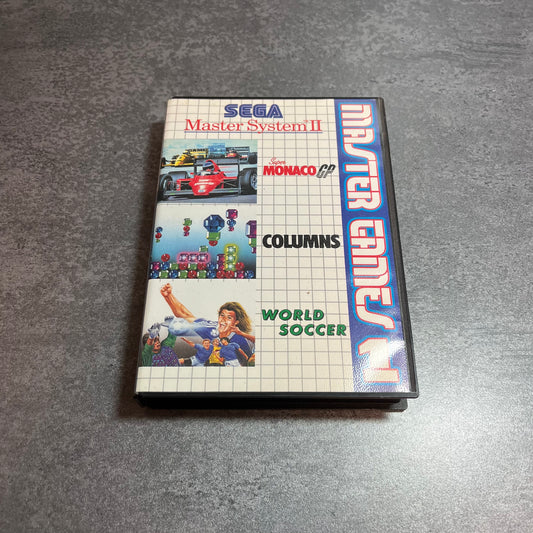 SEGA
Master System II
Super
MONACO GP
COLUMNS
WORLD
SOCCER
MASTER GAMES 1